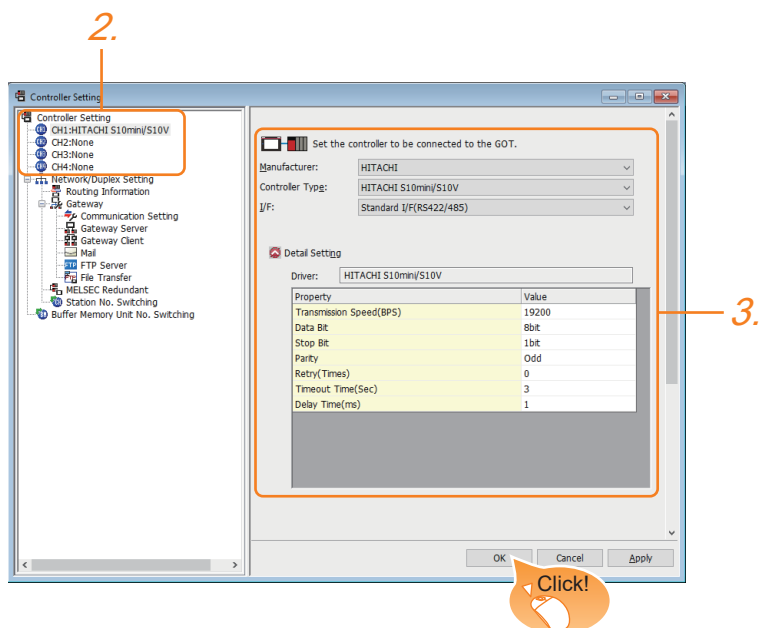 2.
Controller Setting
Controller Setting
CH1:HITACHI S10mini/S10V
CH2:None
CH3:None
CH4:None
Network/Duplex Setting
Routing Information
Gateway
Communication Setting
Gateway Server
Gateway Client
Mail
FTP Server
File Transfer
MELSEC Redundant
Station No. Switching
Buffer Memory Unit No. Switching
Set the controller to be connected to the GOT.
Manufacturer: HITACHI
Controller Type: HITACHI S10mini/S10V
I/F: Standard I/F(RS422/485)
Detail Setting
Driver: HITACHI S10mini/S10V
Property Value
Transmission Speed(BPS) 19200
Data Bit 8bit
Stop Bit 1bit
Parity Odd
Retry(Times) 0
Timeout Time(Sec) 3
Delay Time(ms) 1
3.
OK Cancel Apply
Click!